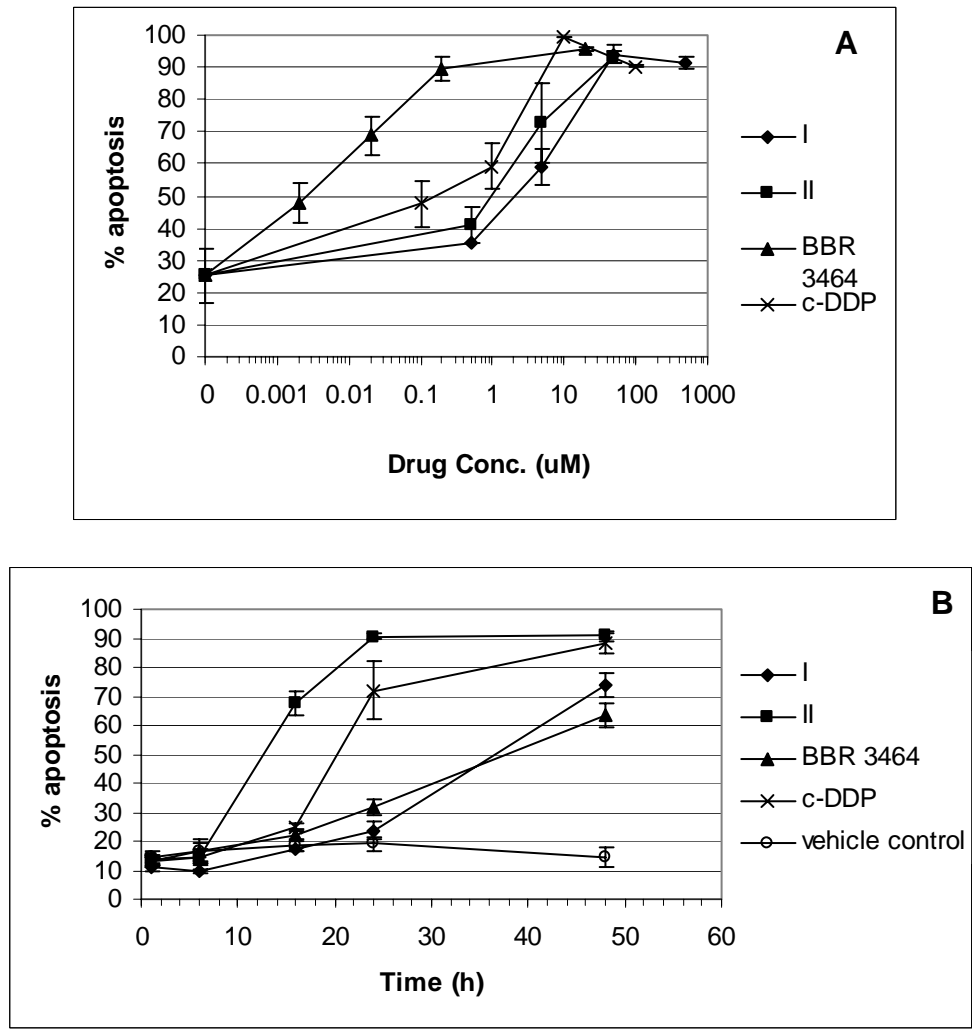 A
% apoptosis
100
90
80
70
60
50
40
30
20
10
0
0 0.001 0.01 0.1 1 10 100 1000
Drug Conc. (uM)
I
II
BBR
3464
c-DDP
B
% apoptosis
100
90
80
70
60
50
40
30
20
10
0
0 10 20 30 40 50 60
Time (h)
I
II
BBR 3464
c-DDP
vehicle control